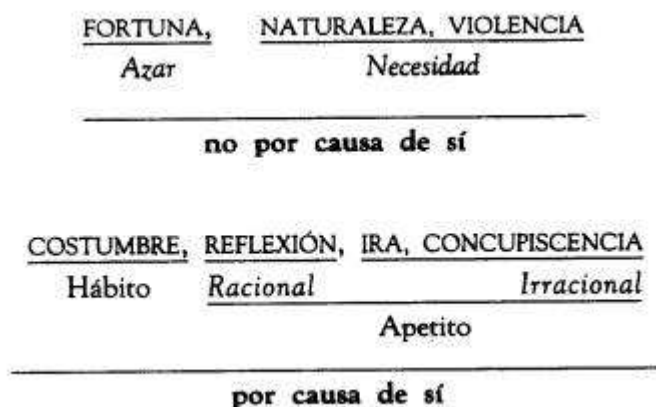 FORTUNA, NATURALEZA, VIOLENCIA
Azar Necesidad
no por causa de sí
COSTUMBRE, REFLEXIÓN, IRA, CONCUPISCENCIA
Hábito Racional Irracional
Apetito
por causa de sí